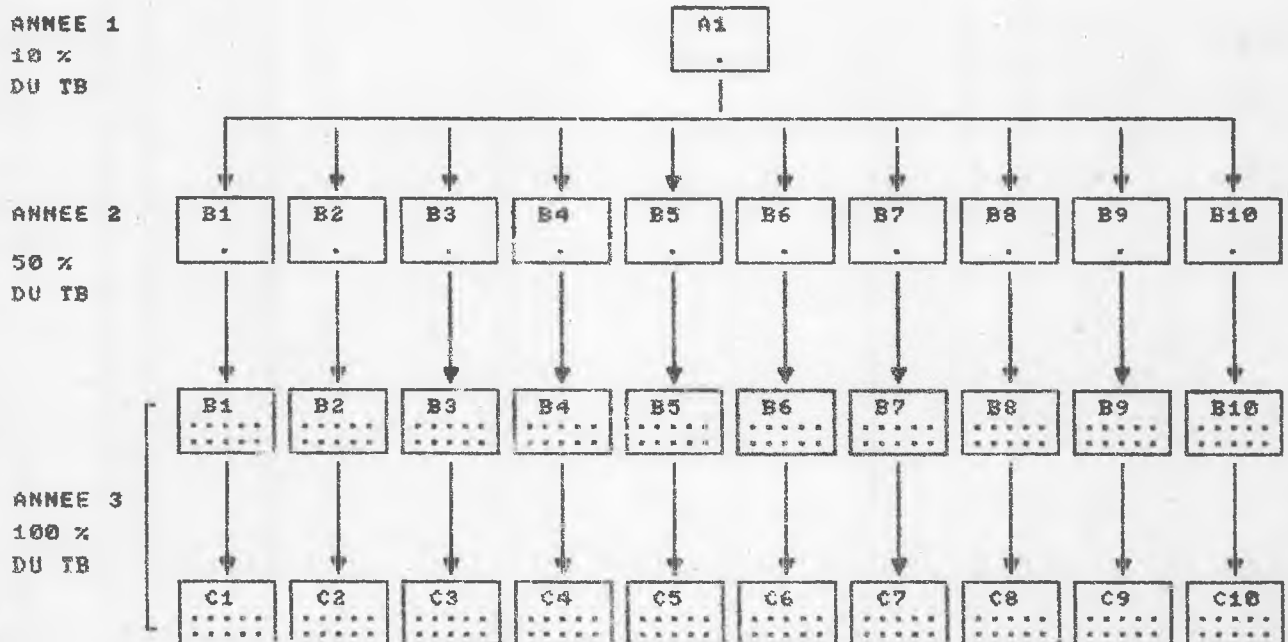 ANNEE 1
10 %
DU TB
A1
ANNEE 2
50 %
DU TB
B1 B2 B3 B4 B5 B6 B7 B8 B9 B10
B1 B2 B3 B4 B5 B6 B7 B8 B9 B10
ANNEE 3
100 %
DU TB
C1 C2 C3 C4 C5 C6 C7 C8 C9 C10